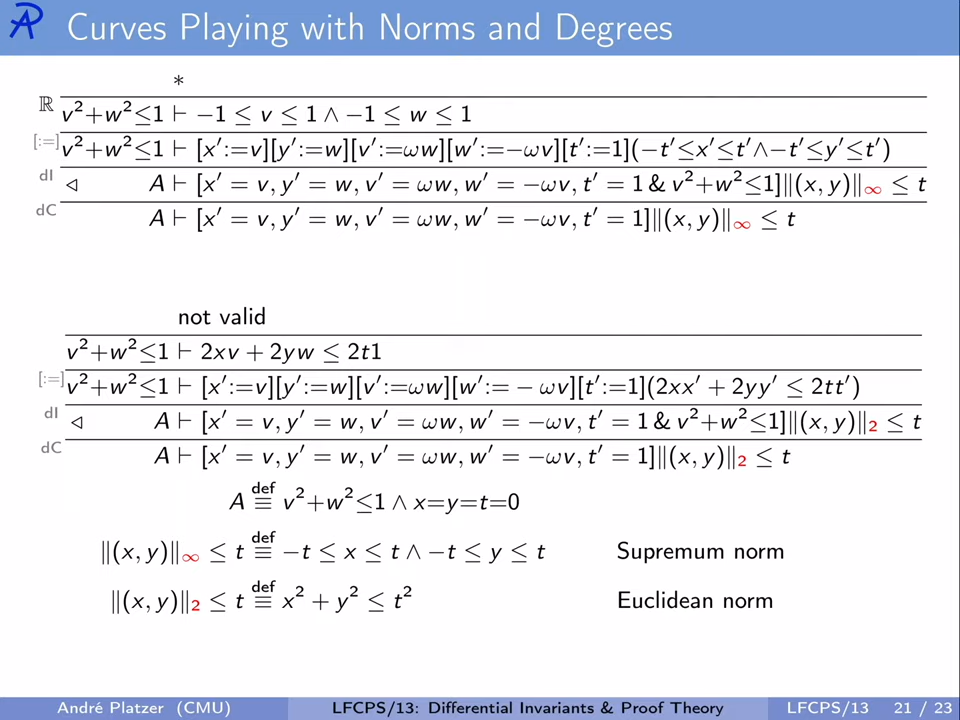 Curves Playing with Norms and Degrees
∗
ℝ v²+w²≤1 ⊢ −1 ≤ v ≤ 1 ∧ −1 ≤ w ≤ 1
[:=] v²+w²≤1 ⊢ [x′:=v][y′:=w][v′:=ωw][w′:=−ωv][t′:=1](−t′≤x′≤t′∧−t′≤y′≤t′)
dI ◁ A ⊢ [x′ = v, y′ = w, v′ = ωw, w′ = −ωv, t′ = 1 & v²+w²≤1]‖(x, y)‖∞ ≤ t
dC A ⊢ [x′ = v, y′ = w, v′ = ωw, w′ = −ωv, t′ = 1]‖(x, y)‖∞ ≤ t
not valid
v²+w²≤1 ⊢ 2xv + 2yw ≤ 2t1
[:=] v²+w²≤1 ⊢ [x′:=v][y′:=w][v′:=ωw][w′:= − ωv][t′:=1](2xx′ + 2yy′ ≤ 2tt′)
dI ◁ A ⊢ [x′ = v, y′ = w, v′ = ωw, w′ = −ωv, t′ = 1 & v²+w²≤1]‖(x, y)‖₂ ≤ t
dC A ⊢ [x′ = v, y′ = w, v′ = ωw, w′ = −ωv, t′ = 1]‖(x, y)‖₂ ≤ t
A ≡def v²+w²≤1 ∧ x=y=t=0
‖(x, y)‖∞ ≤ t ≡def −t ≤ x ≤ t ∧ −t ≤ y ≤ t Supremum norm
‖(x, y)‖₂ ≤ t ≡def x² + y² ≤ t² Euclidean norm
André Platzer (CMU) LFCPS/13: Differential Invariants & Proof Theory LFCPS/13 21 / 23